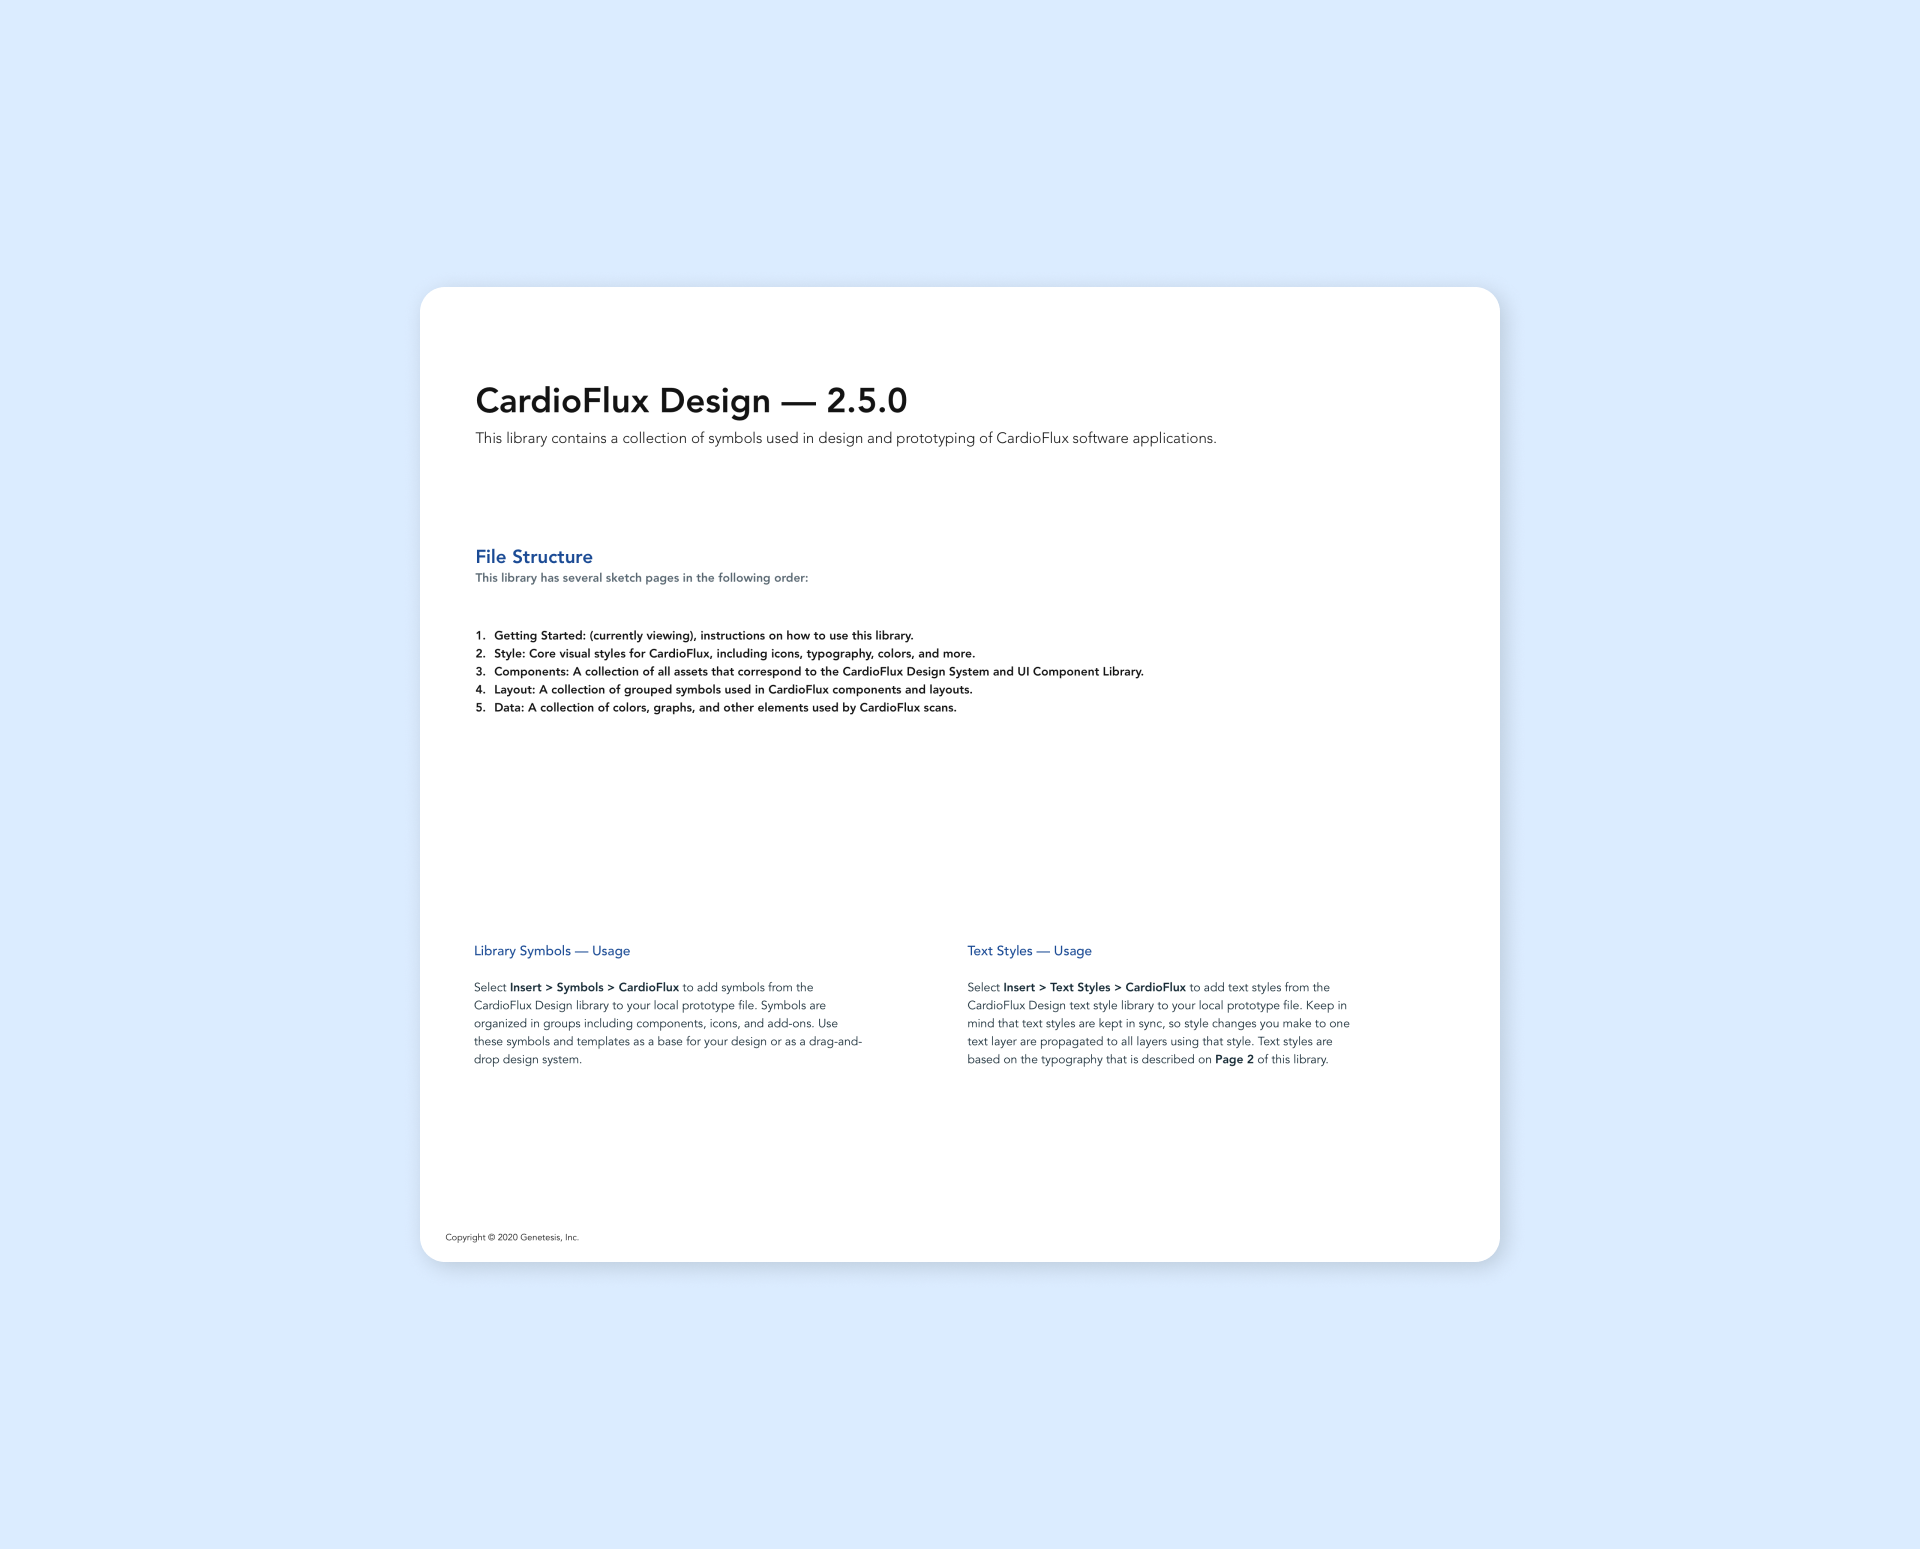 CardioFlux Design — 2.5.0
This library contains a collection of symbols used in design and prototyping of CardioFlux software applications.
File Structure
This library has several sketch pages in the following order:
1. Getting Started: (currently viewing), instructions on how to use this library.
2. Style: Core visual styles for CardioFlux, including icons, typography, colors, and more.
3. Components: A collection of all assets that correspond to the CardioFlux Design System and UI Component Library.
4. Layout: A collection of grouped symbols used in CardioFlux components and layouts.
5. Data: A collection of colors, graphs, and other elements used by CardioFlux scans.
Library Symbols — Usage
Select Insert > Symbols > CardioFlux to add symbols from the
CardioFlux Design library to your local prototype file. Symbols are
organized in groups including components, icons, and add-ons. Use
these symbols and templates as a base for your design or as a drag-and-
drop design system.
Text Styles — Usage
Select Insert > Text Styles > CardioFlux to add text styles from the
CardioFlux Design text style library to your local prototype file. Keep in
mind that text styles are kept in sync, so style changes you make to one
text layer are propagated to all layers using that style. Text styles are
based on the typography that is described on Page 2 of this library.
Copyright © 2020 Genetesis, Inc.